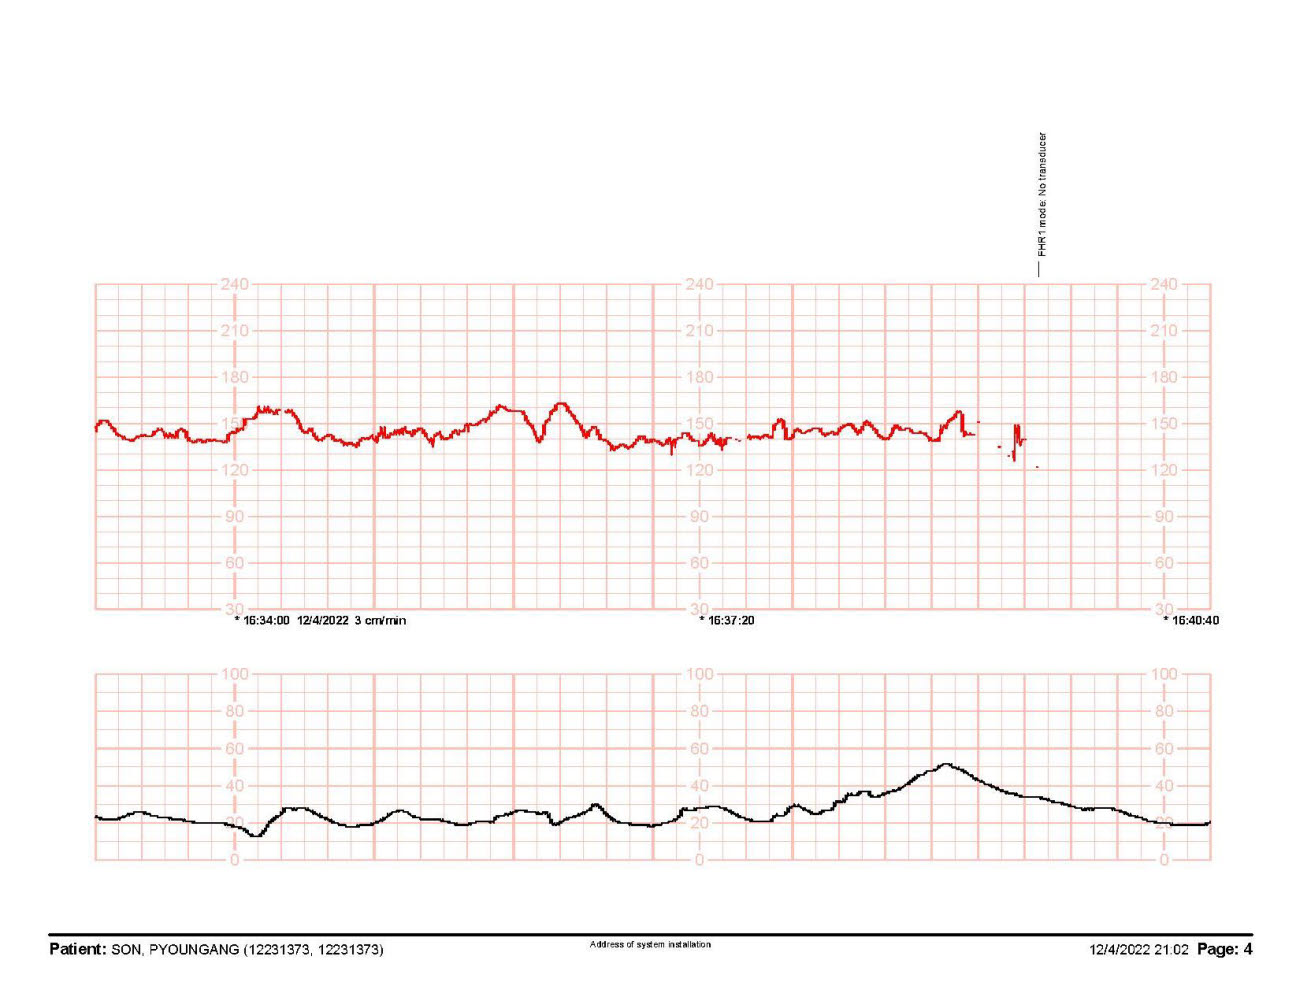 FHR1 mode: No transducer
240 240 240
210 210 210
180 180 180
150 150 150
120 120 120
90 90 90
60 60 60
30 30 30
* 16:34:00 12/4/2022 3 cm/min * 16:37:20 * 16:40:40
100 100 100
80 80 80
60 60 60
40 40 40
20 20 20
0 0 0
Patient: SON, PYOUNGANG (12231373, 12231373) Address of system installation 12/4/2022 21:02 Page: 4